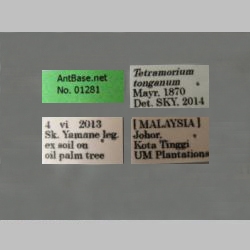 AntBase.net
No. 01281
Tetramorium
tonganum
Mayr. 1870
Det. SKY, 2014
4 vi 2013
Sk. Yamane leg.
ex soil on
oil palm tree
[MALAYSIA]
Johor.
Kota Tinggi
UM Plantations